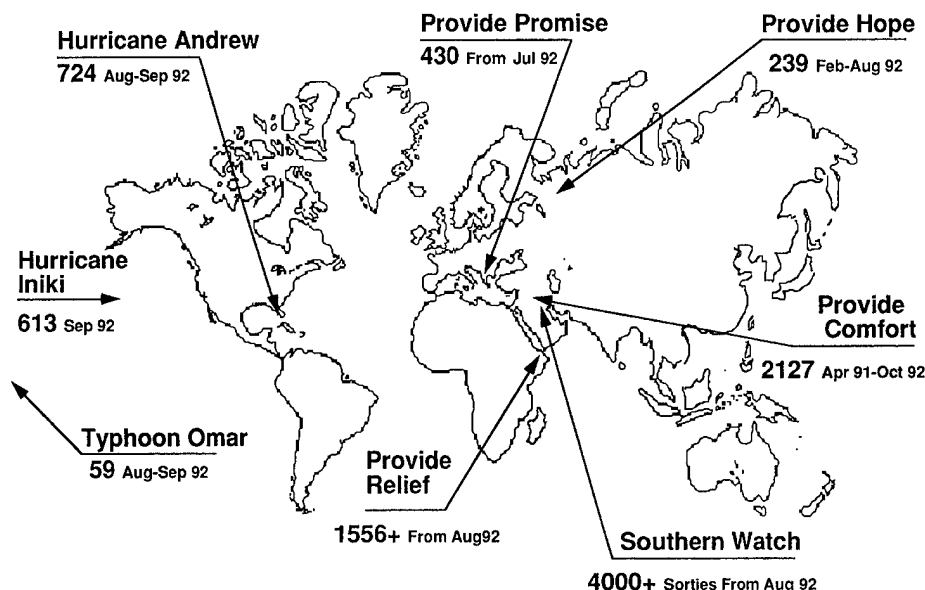 Hurricane Andrew
724 Aug-Sep 92
Provide Promise
430 From Jul 92
Provide Hope
239 Feb-Aug 92
Hurricane
Iniki
613 Sep 92
Provide
Comfort
2127 Apr 91-Oct 92
Typhoon Omar
59 Aug-Sep 92
Provide
Relief
1556+ From Aug92
Southern Watch
4000+ Sorties From Aug 92